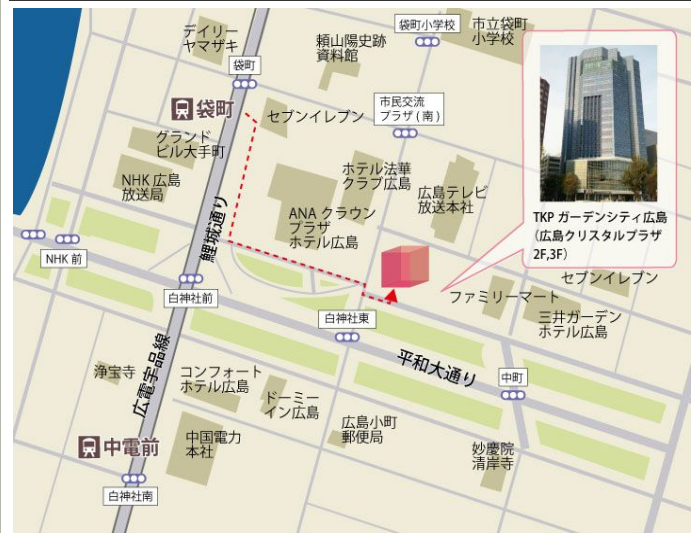 デイリー
ヤマザキ
袋町
袋町
グランド
ビル大手町
NHK広島
放送局
セブンイレブン
頼山陽史跡
資料館
袋町小学校
市立袋町
小学校
市民交流
プラザ(南)
ホテル法華
クラブ広島
広島テレビ
放送本社
ANAクラウン
プラザ
ホテル広島
鯉城通り
TKPガーデンシティ広島
(広島クリスタルプラザ
2F,3F)
NHK前
白神社前
白神社東
セブンイレブン
ファミリーマート
三井ガーデン
ホテル広島
平和大通り
中町
広電宇品線
浄宝寺
コンフォート
ホテル広島
ドーミー
イン広島
広島小町
郵便局
妙慶院
清岸寺
中電前
中国電力
本社
白神社南